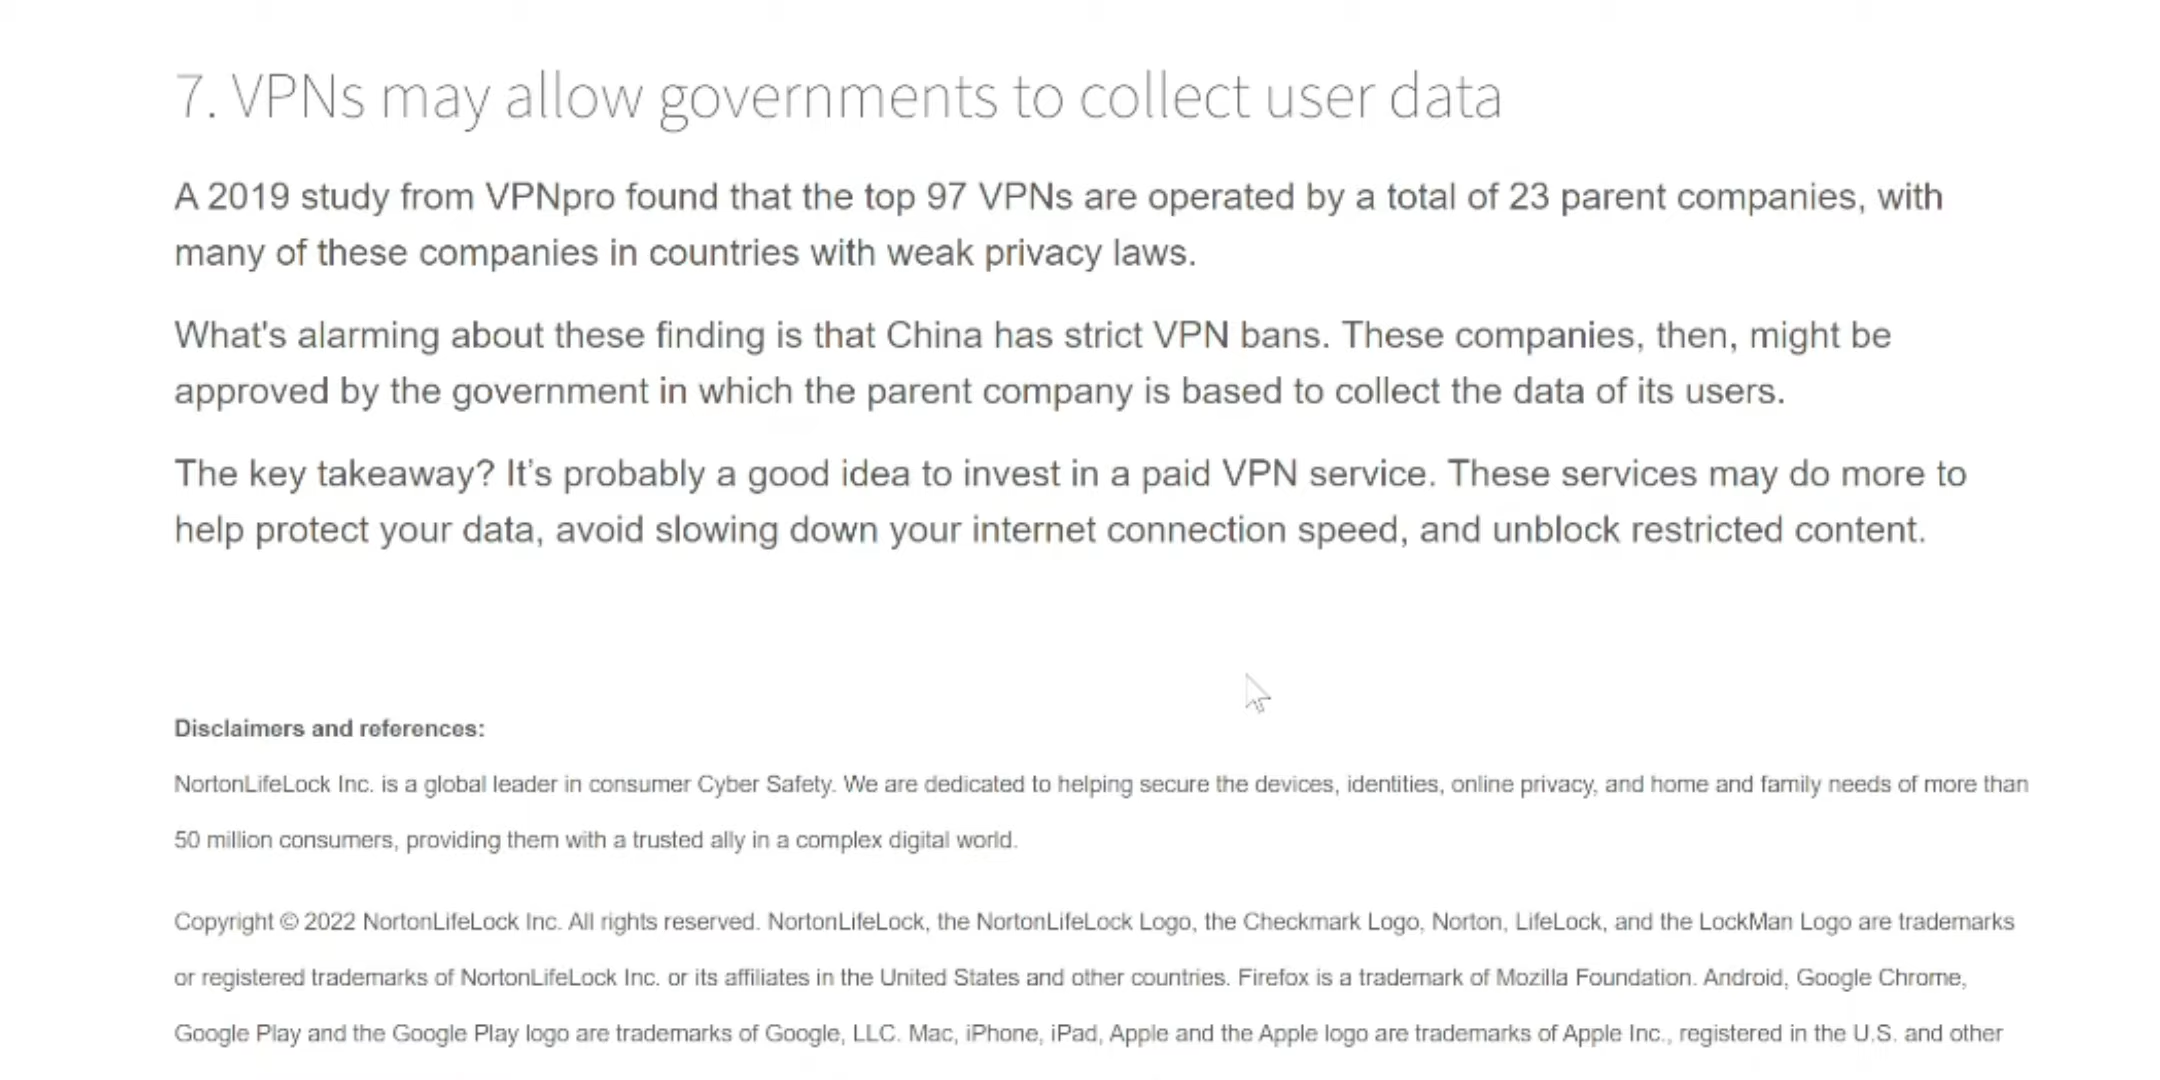 7. VPNs may allow governments to collect user data
A 2019 study from VPNpro found that the top 97 VPNs are operated by a total of 23 parent companies, with
many of these companies in countries with weak privacy laws.
What's alarming about these finding is that China has strict VPN bans. These companies, then, might be
approved by the government in which the parent company is based to collect the data of its users.
The key takeaway? It’s probably a good idea to invest in a paid VPN service. These services may do more to
help protect your data, avoid slowing down your internet connection speed, and unblock restricted content.
Disclaimers and references:
NortonLifeLock Inc. is a global leader in consumer Cyber Safety. We are dedicated to helping secure the devices, identities, online privacy, and home and family needs of more than
50 million consumers, providing them with a trusted ally in a complex digital world.
Copyright © 2022 NortonLifeLock Inc. All rights reserved. NortonLifeLock, the NortonLifeLock Logo, the Checkmark Logo, Norton, LifeLock, and the LockMan Logo are trademarks
or registered trademarks of NortonLifeLock Inc. or its affiliates in the United States and other countries. Firefox is a trademark of Mozilla Foundation. Android, Google Chrome,
Google Play and the Google Play logo are trademarks of Google, LLC. Mac, iPhone, iPad, Apple and the Apple logo are trademarks of Apple Inc., registered in the U.S. and other